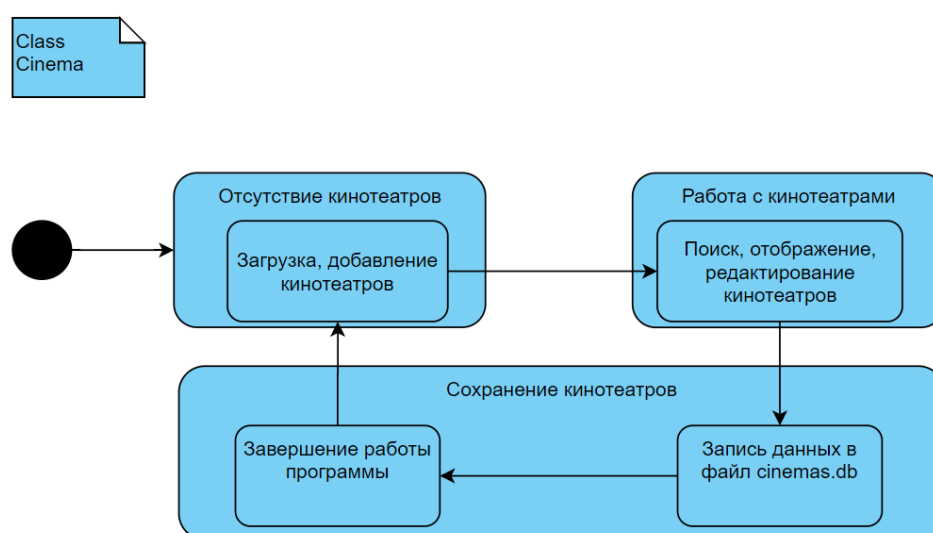 Class
Cinema
Отсутствие кинотеатров
Загрузка, добавление
кинотеатров
Работа с кинотеатрами
Поиск, отображение,
редактирование
кинотеатров
Сохранение кинотеатров
Завершение работы
программы
Запись данных в
файл cinemas.db